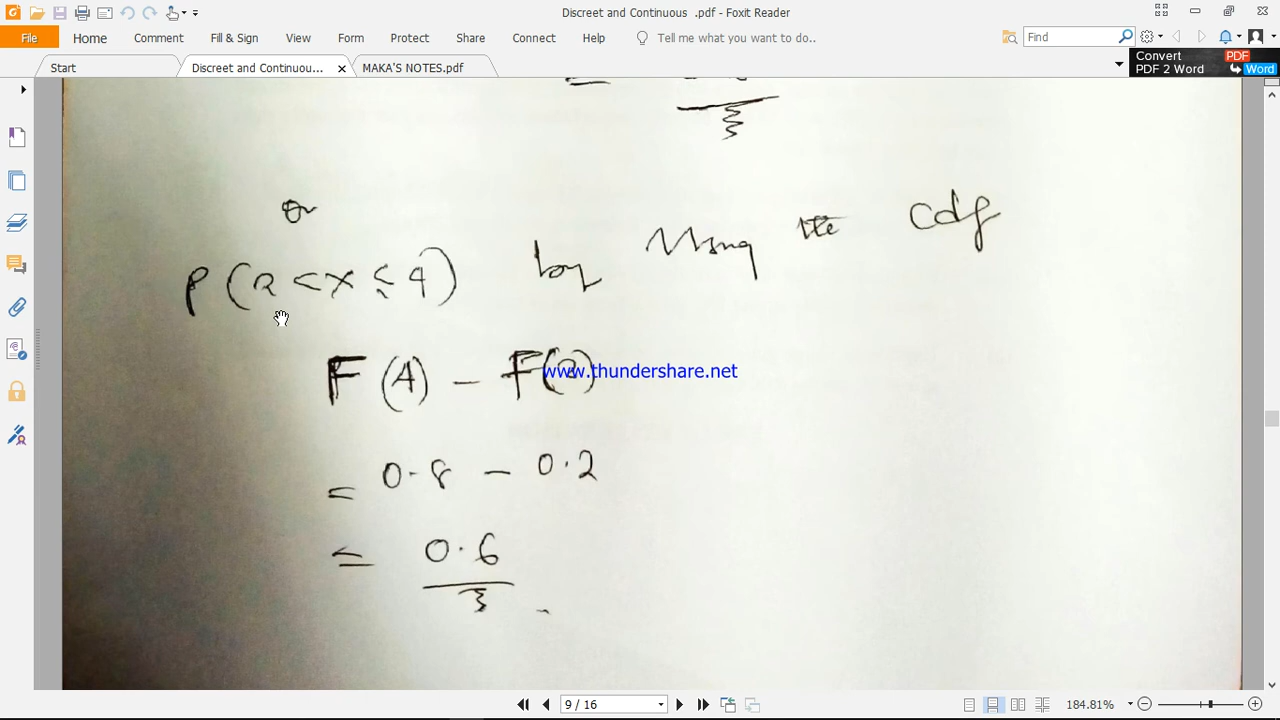 Discreet and Continuous .pdf - Foxit Reader
File Home Comment Fill & Sign View Form Protect Share Connect Help Tell me what you want to do.. Find
Start Discreet and Continuou... MAKA'S NOTES.pdf
Convert PDF
PDF 2 Word Word
or
P(2 < X ≤ 4) by Using the cdf
F(4) - F(2)
www.thundershare.net
= 0.8 - 0.2
= 0.6
9 / 16
184.81%